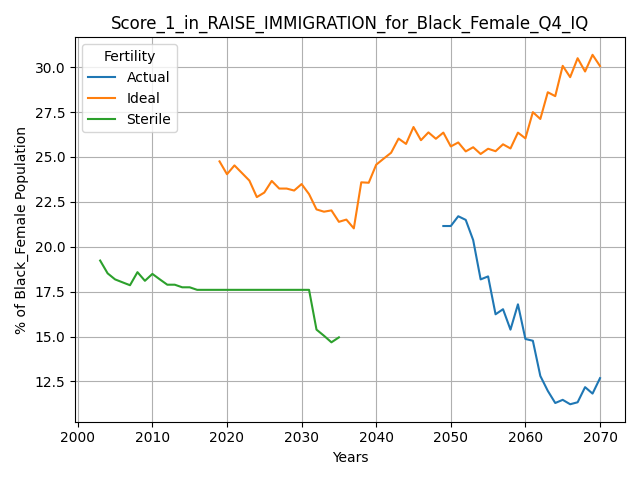 Score_1_in_RAISE_IMMIGRATION_for_Black_Female_Q4_IQ
Fertility
Actual
Ideal
Sterile
% of Black_Female Population
30.0
27.5
25.0
22.5
20.0
17.5
15.0
12.5
2000 2010 2020 2030 2040 2050 2060 2070
Years